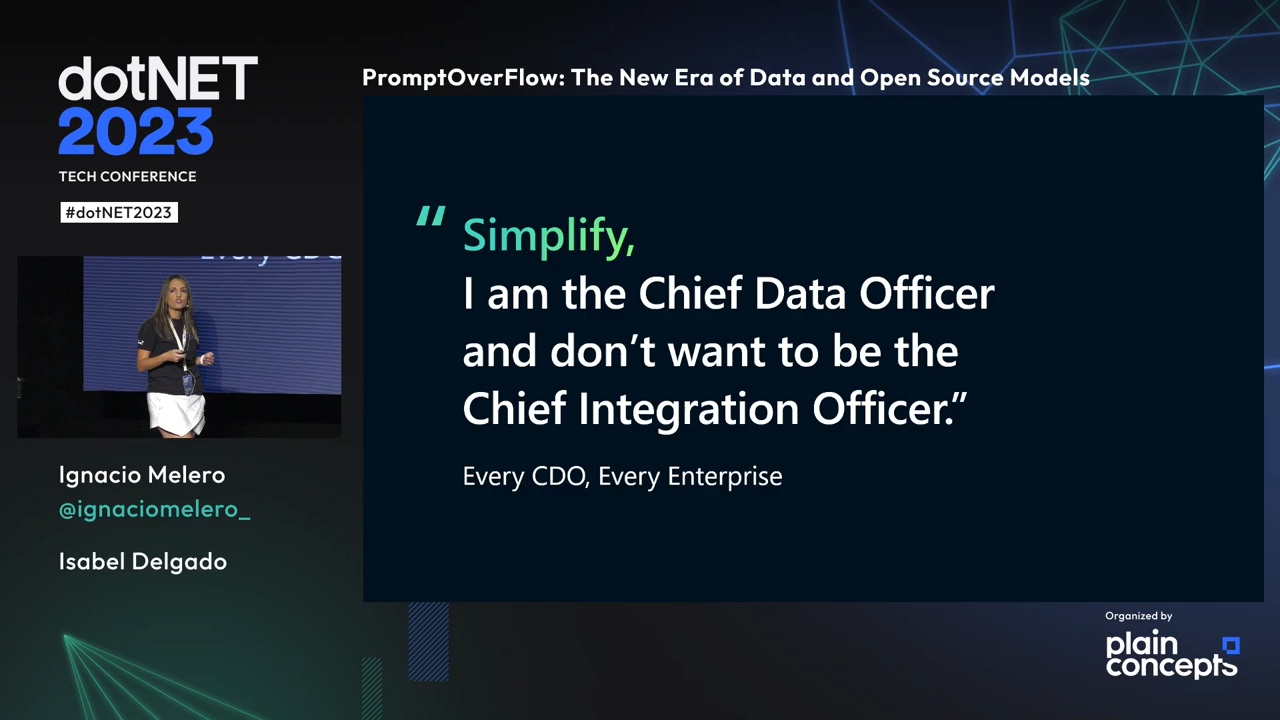 dotNET
2023
TECH CONFERENCE
#dotNET2023
PromptOverFlow: The New Era of Data and Open Source Models
“Simplify,
I am the Chief Data Officer
and don’t want to be the
Chief Integration Officer.”
Every CDO, Every Enterprise
Every CDO
Ignacio Melero
@ignaciomelero_
Isabel Delgado
Organized by
plain
concepts